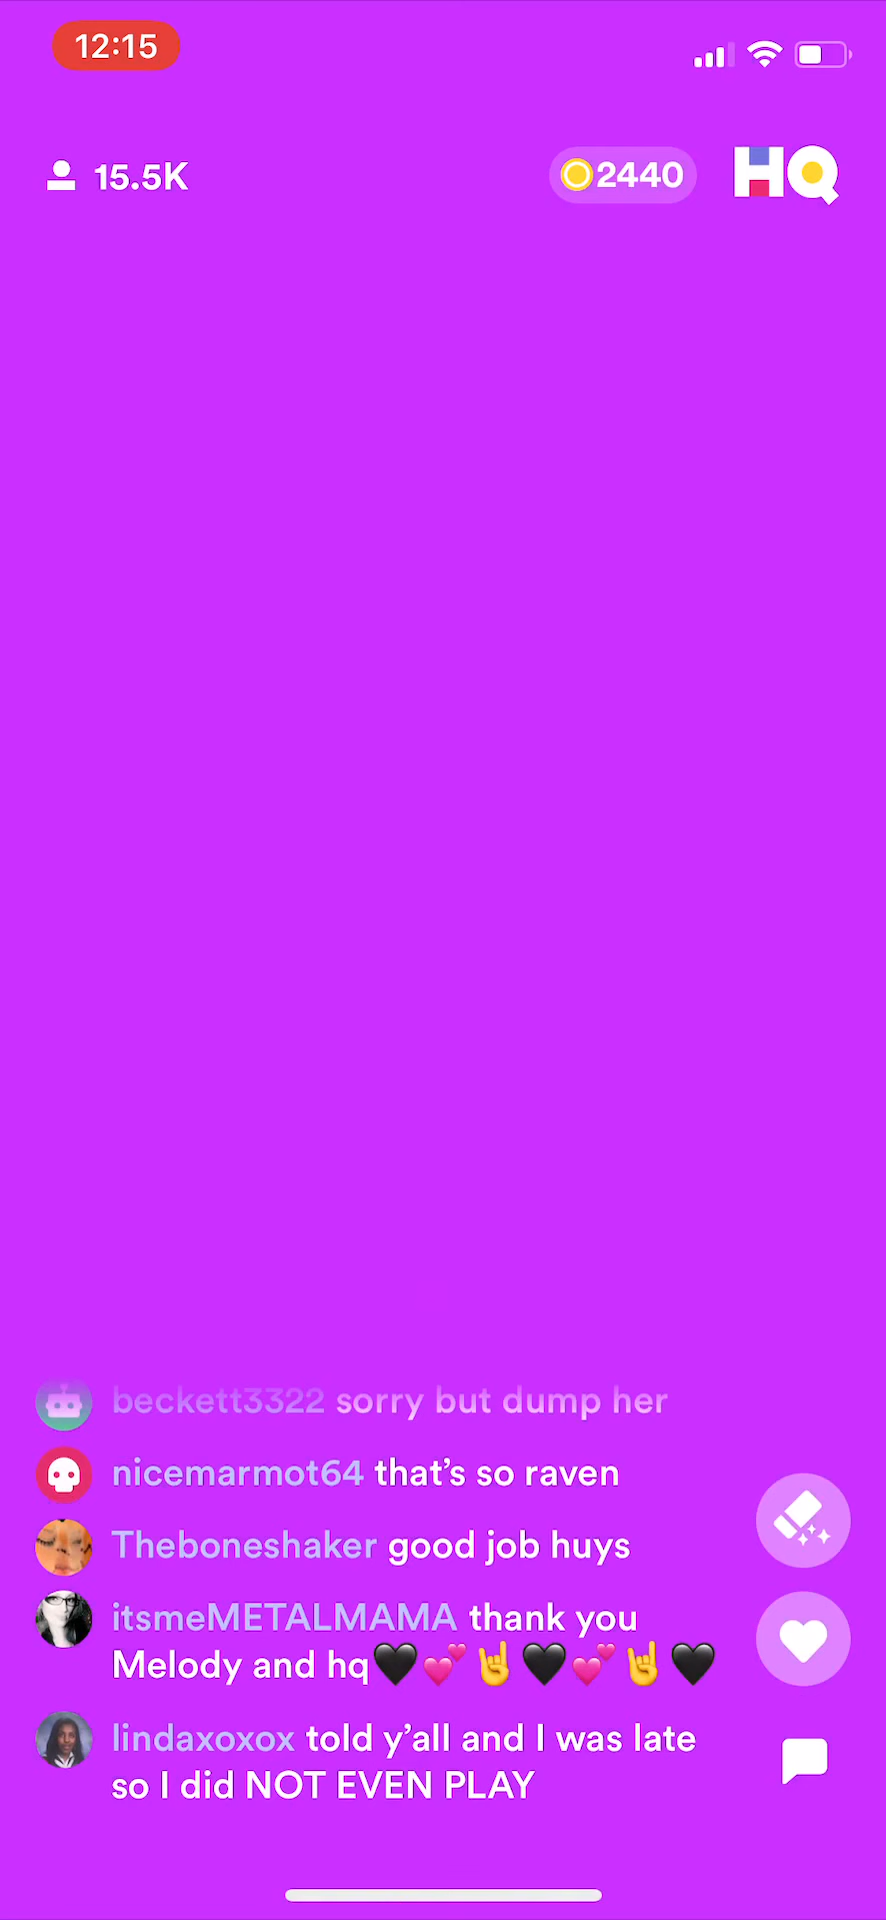 12:15
15.5K
2440
HQ
beckett3322 sorry but dump her
nicemarmot64 that's so raven
Theboneshaker good job huys
itsmeMETALMAMA thank you
Melody and hq🖤💕🤘🖤💕🤘🖤
lindaxoxox told y'all and I was late
so I did NOT EVEN PLAY